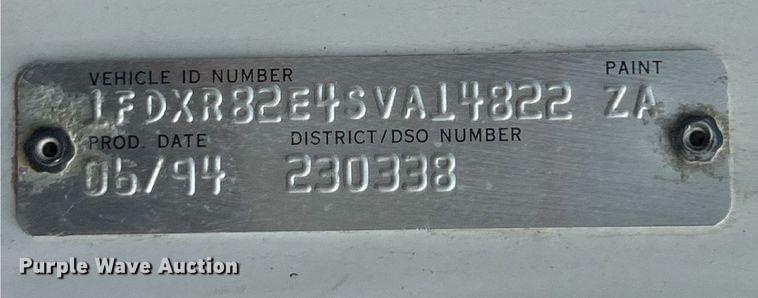 VEHICLE ID NUMBER PAINT
1FDXR82E4SVA14822 ZA
PROD. DATE DISTRICT/DSO NUMBER
06/94 230338
Purple Wave Auction